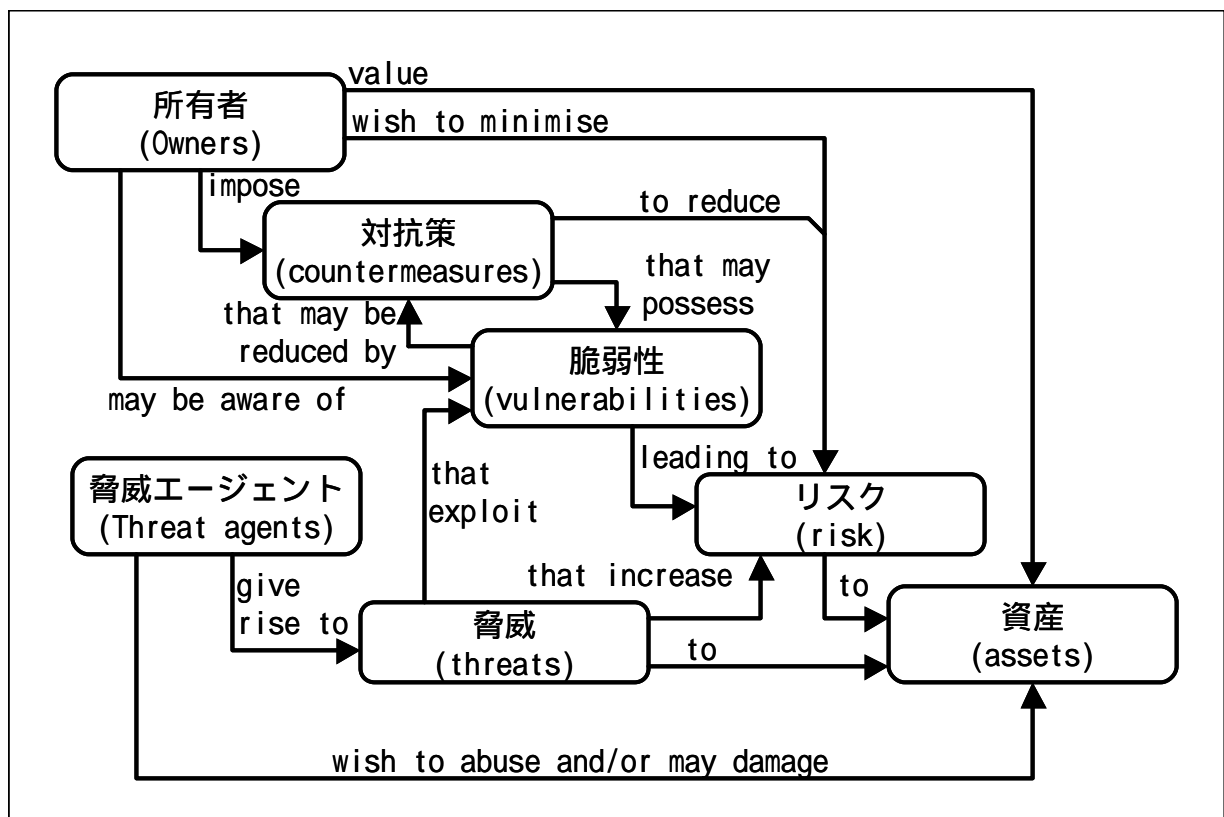 value
所有者
(Owners)
wish to minimise
impose
to reduce
対抗策
(countermeasures)
that may
possess
that may be
reduced by
脆弱性
(vulnerabilities)
may be aware of
leading to
that
exploit
脅威エージェント
(Threat agents)
リスク
(risk)
that increase
give
rise to
to
脅威
(threats)
to
資産
(assets)
wish to abuse and/or may damage